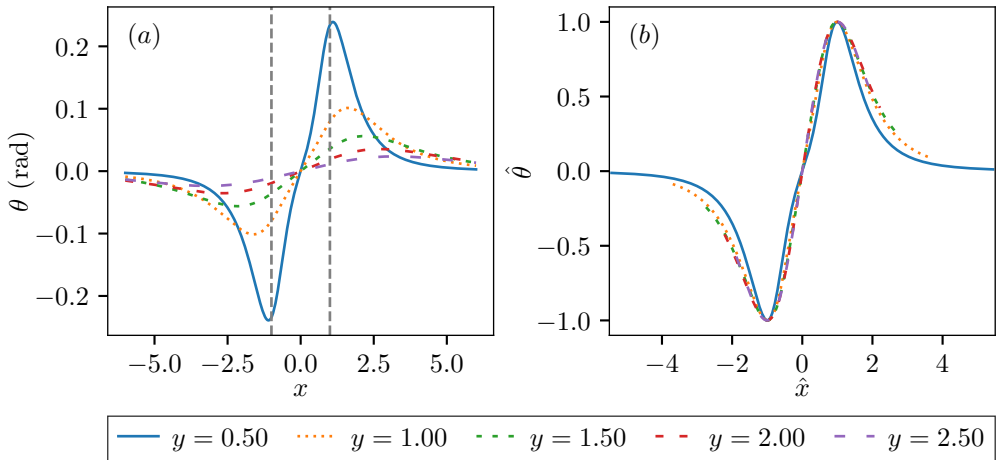 (a)
θ (rad)
0.2
0.1
0.0
−0.1
−0.2
−5.0 −2.5 0.0 2.5 5.0
x
(b)
θ̂
1.0
0.5
0.0
−0.5
−1.0
−4 −2 0 2 4
x̂
y = 0.50 y = 1.00 y = 1.50 y = 2.00 y = 2.50